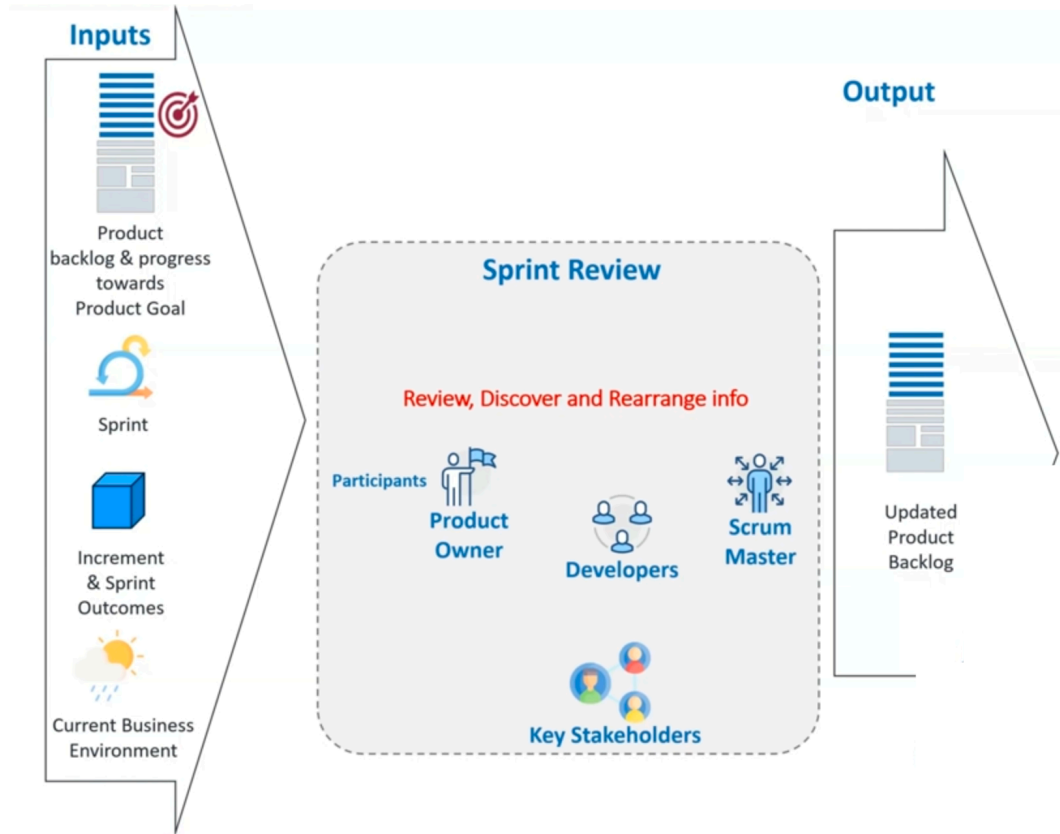 Inputs
Product
backlog & progress
towards
Product Goal
Sprint
Increment
& Sprint
Outcomes
Current Business
Environment
Sprint Review
Review, Discover and Rearrange info
Participants
Product
Owner
Developers
Scrum
Master
Key Stakeholders
Output
Updated
Product
Backlog